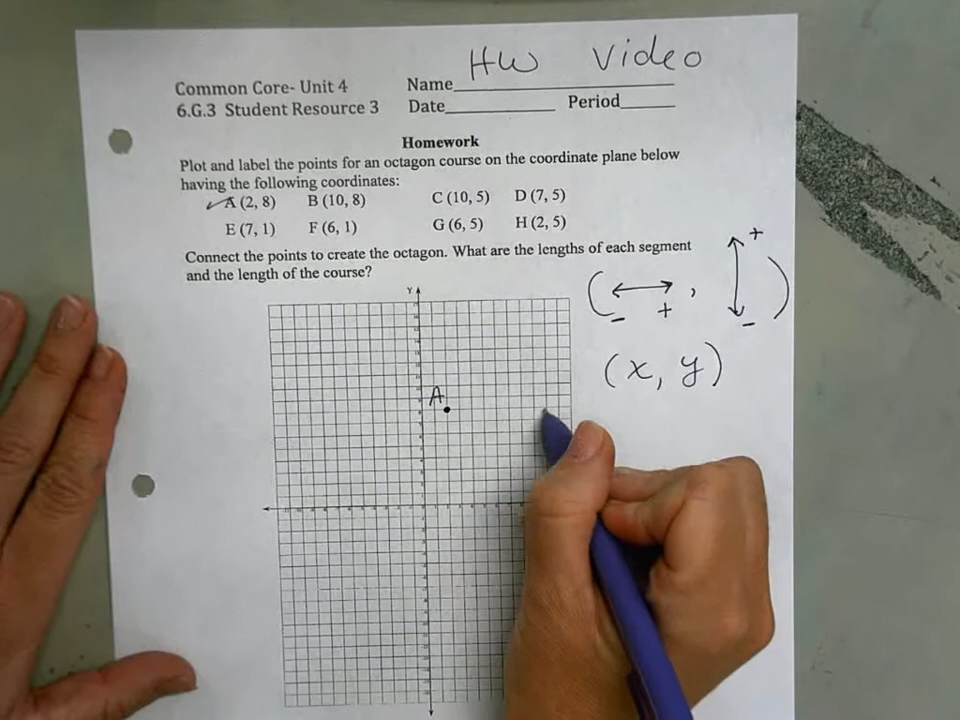 HW Video
Common Core- Unit 4 Name
6.G.3 Student Resource 3 Date Period
Homework
Plot and label the points for an octagon course on the coordinate plane below
having the following coordinates:
A (2, 8) B (10, 8) C (10, 5) D (7, 5)
E (7, 1) F (6, 1) G (6, 5) H (2, 5)
Connect the points to create the octagon. What are the lengths of each segment
and the length of the course?
+
( , )
- + -
(x, y)
Y
A